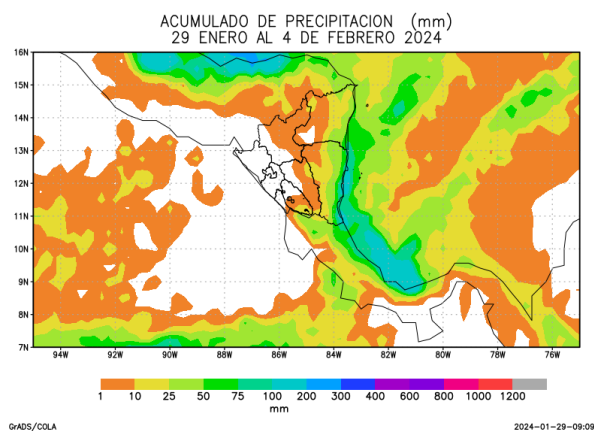 ACUMULADO DE PRECIPITACION (mm)
29 ENERO AL 4 DE FEBRERO 2024
16N
15N
14N
13N
12N
11N
10N
9N
8N
7N
94W 92W 90W 88W 86W 84W 82W 80W 78W 76W
1 10 25 50 75 100 200 300 400 600 800 1000 1200
mm
GrADS/COLA 2024-01-29-09:09